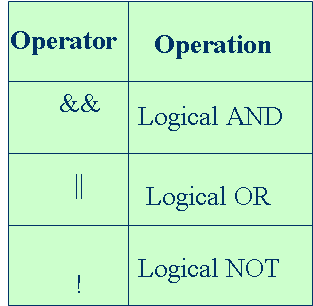 Operator Operation
&& Logical AND
|| Logical OR
! Logical NOT